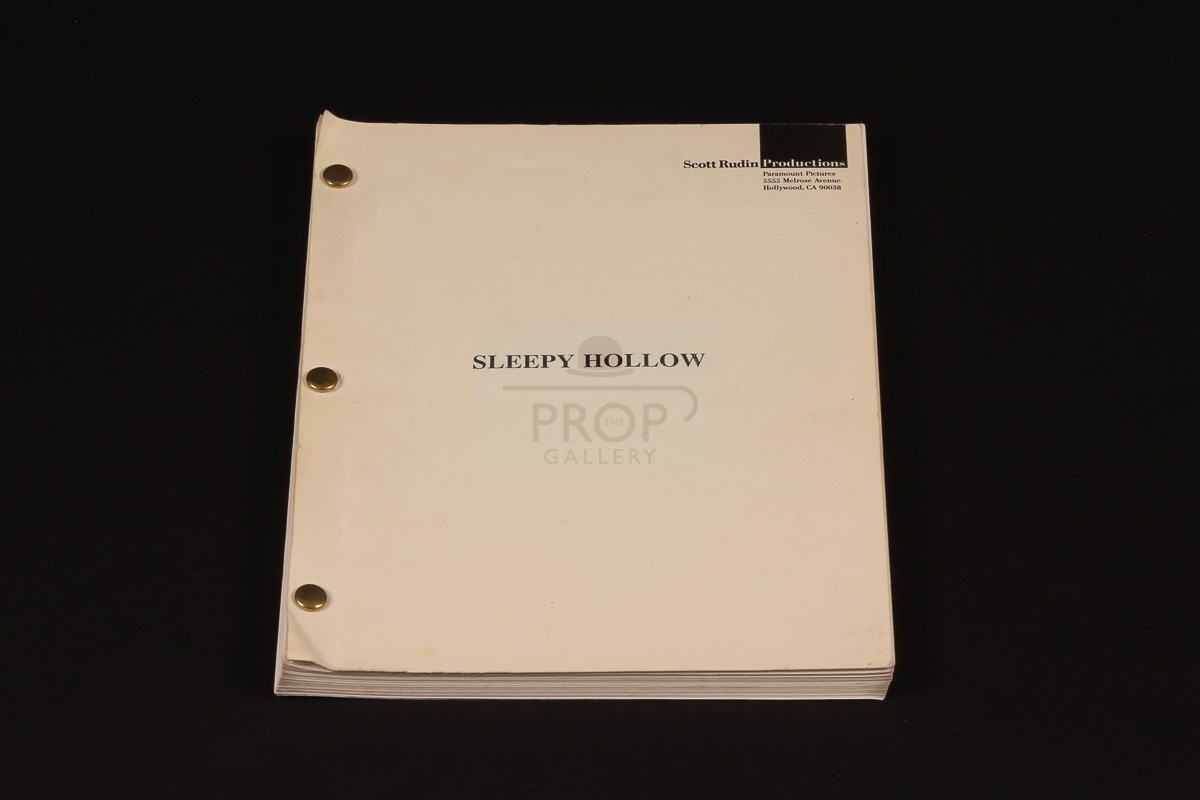 Scott Rudin Productions
Paramount Pictures
5555 Melrose Avenue
Hollywood, CA 90038
SLEEPY HOLLOW
THE
PROP
GALLERY